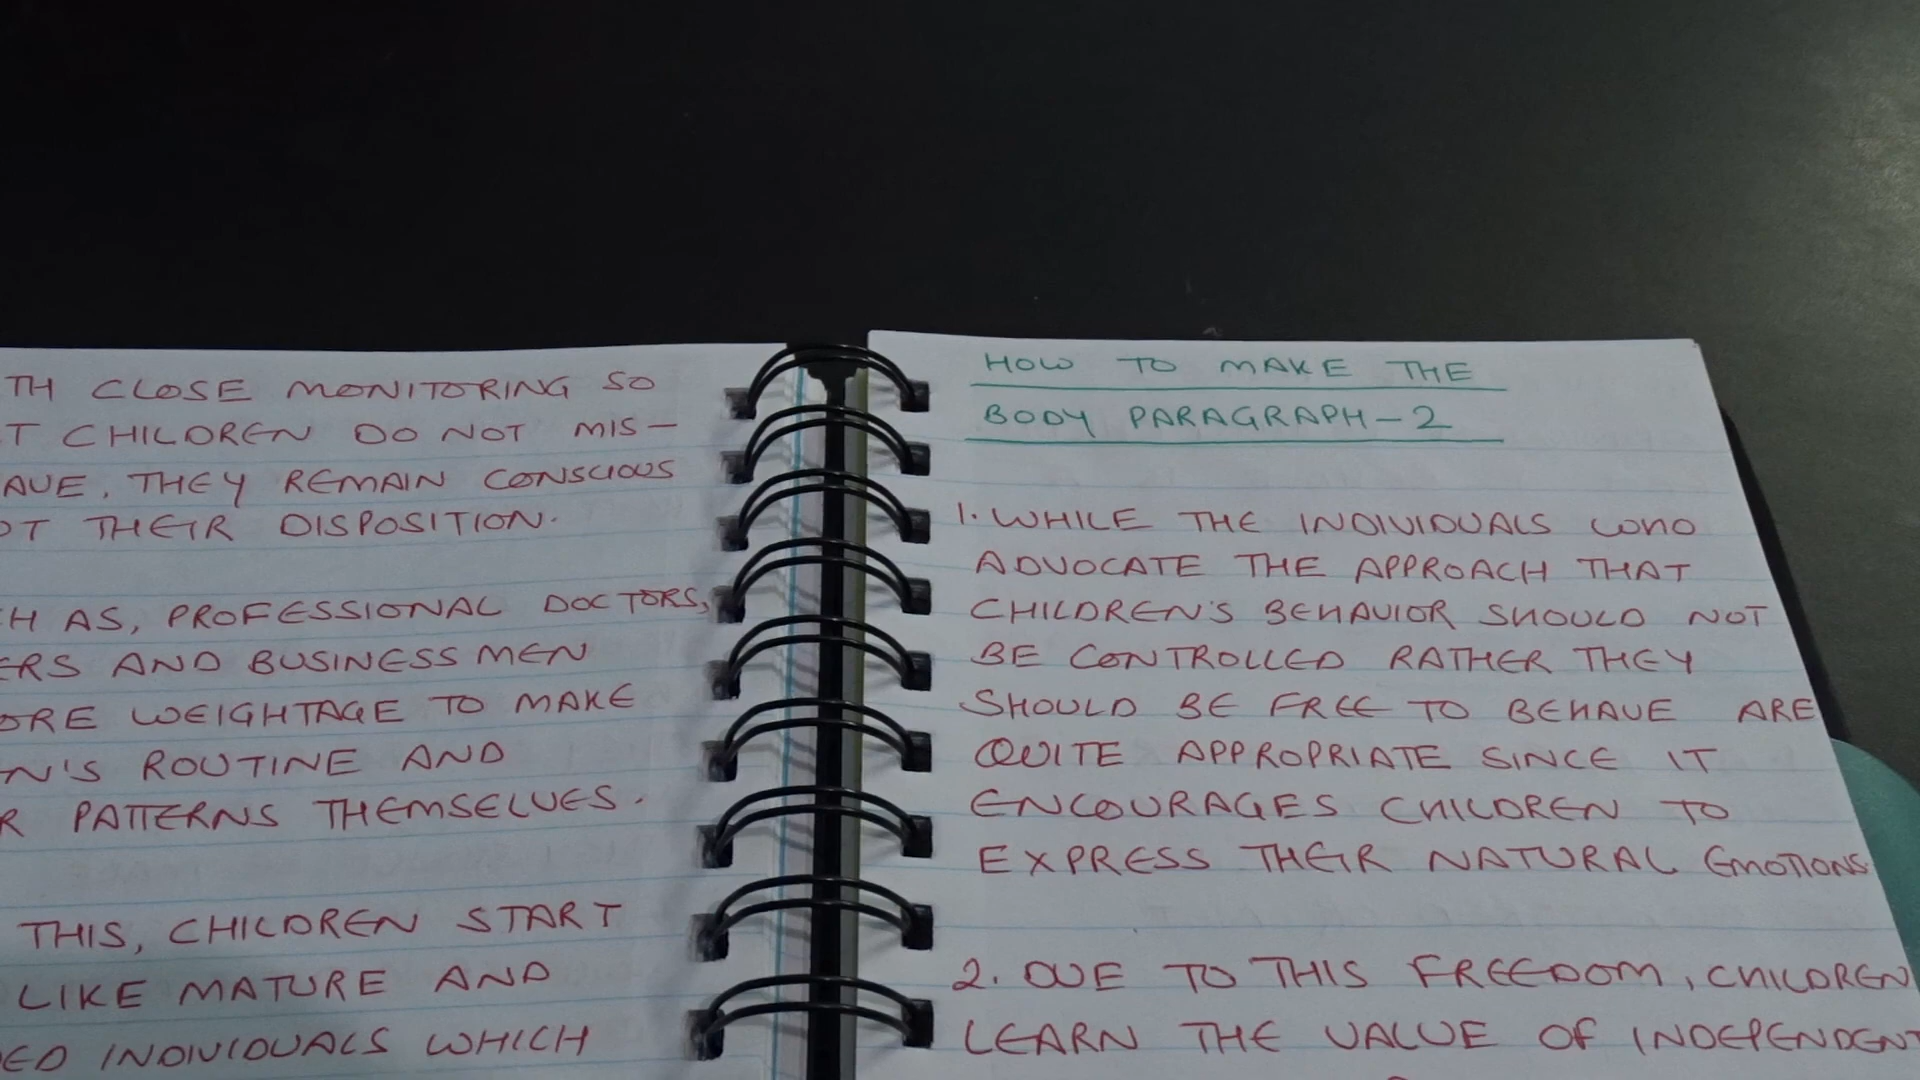 TH CLOSE MONITORING SO
T CHILDREN DO NOT MIS-
AVE, THEY REMAIN CONSCIOUS
THEIR DISPOSITION.
H AS, PROFESSIONAL DOCTORS,
ERS AND BUSINESS MEN
ORE WEIGHTAGE TO MAKE
N'S ROUTINE AND
R PATTERNS THEMSELVES.
THIS, CHILDREN START
LIKE MATURE AND
ED INDIVIDUALS WHICH
HOW TO MAKE THE
BODY PARAGRAPH-2
1. WHILE THE INDIVIDUALS WHO
ADVOCATE THE APPROACH THAT
CHILDREN'S BEHAVIOR SHOULD NOT
BE CONTROLLED RATHER THEY
SHOULD BE FREE TO BEHAVE ARE
QUITE APPROPRIATE SINCE IT
ENCOURAGES CHILDREN TO
EXPRESS THEIR NATURAL EMOTIONS
2. DUE TO THIS FREEDOM, CHILDREN
LEARN THE VALUE OF INDEPENDENT